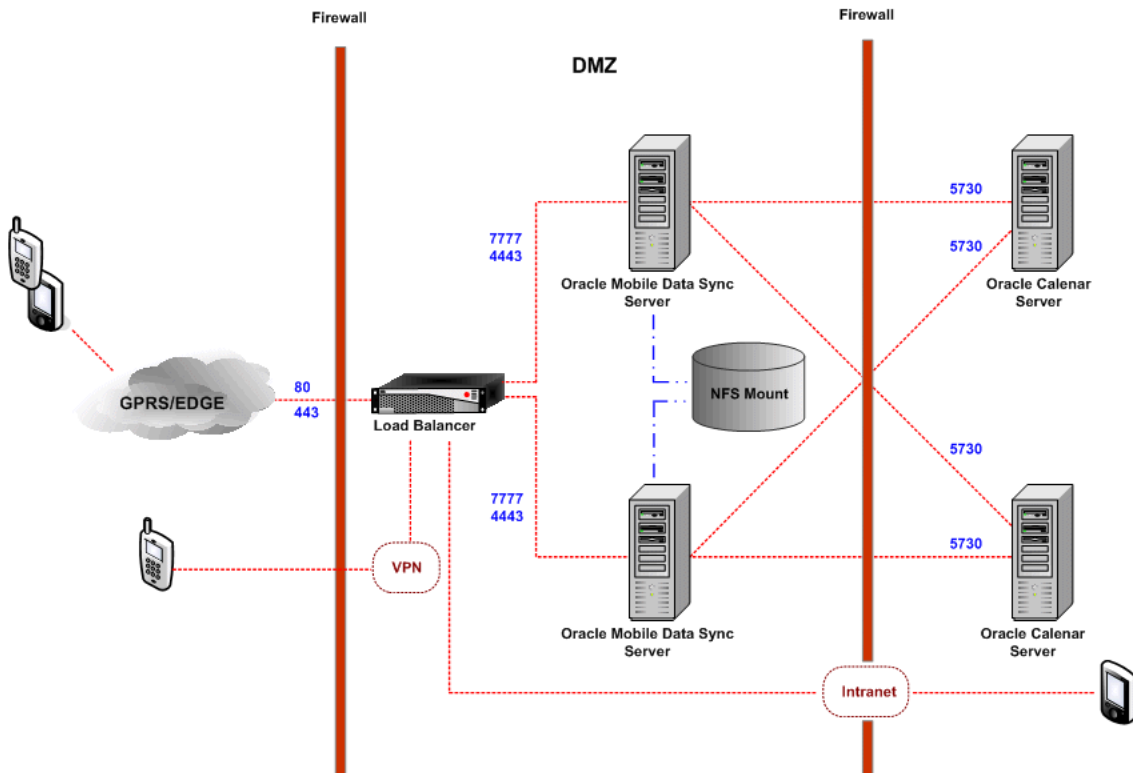 Firewall
Firewall
DMZ
5730
7777
4443
5730
Oracle Mobile Data Sync
Server
Oracle Calenar
Server
80
443
GPRS/EDGE
Load Balancer
NFS Mount
5730
7777
4443
5730
VPN
Oracle Mobile Data Sync
Server
Oracle Calenar
Server
Intranet